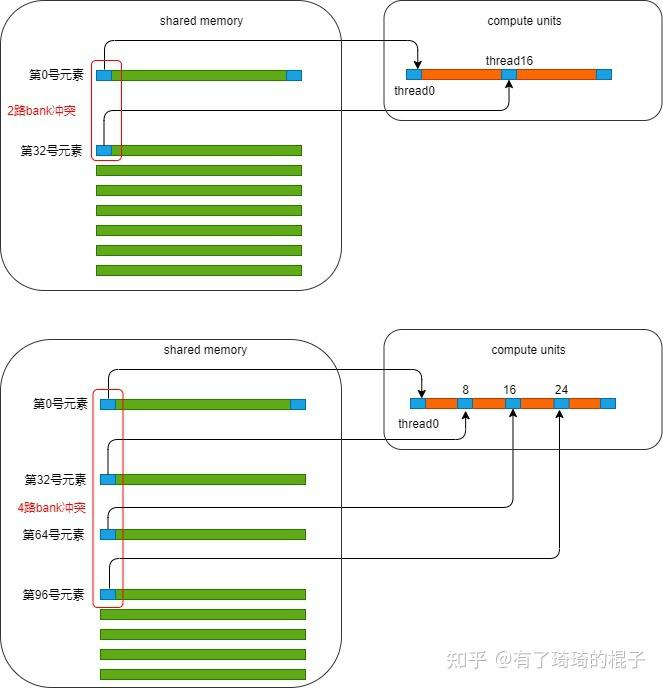 shared memory
compute units
第0号元素
thread16
thread0
2路bank冲突
第32号元素
shared memory
compute units
第0号元素
8
16
24
thread0
第32号元素
4路bank冲突
第64号元素
第96号元素
知乎 @有了琦琦的棍子